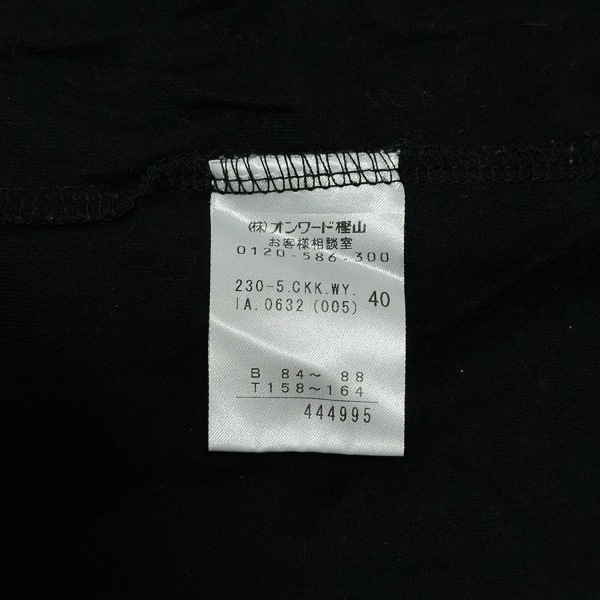 (株)オンワード樫山
お客様相談室
0120-586-300
230-5.CKK.WY.
IA.0632 (005) 40
B 84～ 88
T158～164
444995